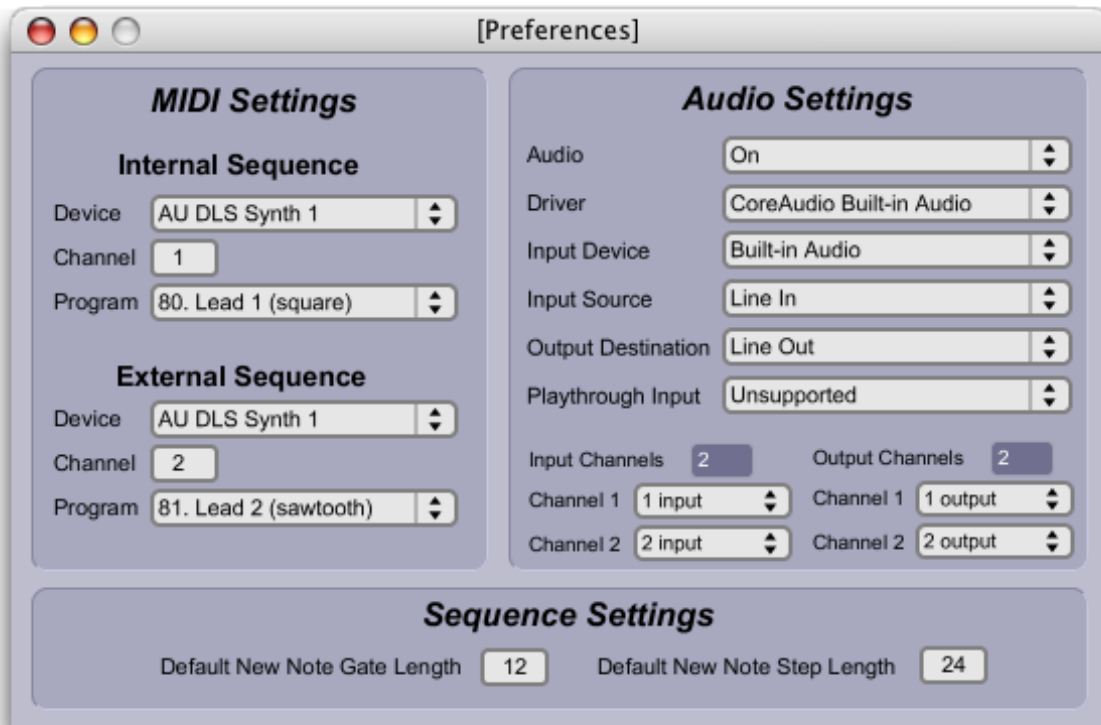 [Preferences]
MIDI Settings
Internal Sequence
Device AU DLS Synth 1
Channel 1
Program 80. Lead 1 (square)
External Sequence
Device AU DLS Synth 1
Channel 2
Program 81. Lead 2 (sawtooth)
Audio Settings
Audio On
Driver CoreAudio Built-in Audio
Input Device Built-in Audio
Input Source Line In
Output Destination Line Out
Playthrough Input Unsupported
Input Channels 2 Output Channels 2
Channel 1 1 input Channel 1 1 output
Channel 2 2 input Channel 2 2 output
Sequence Settings
Default New Note Gate Length 12 Default New Note Step Length 24